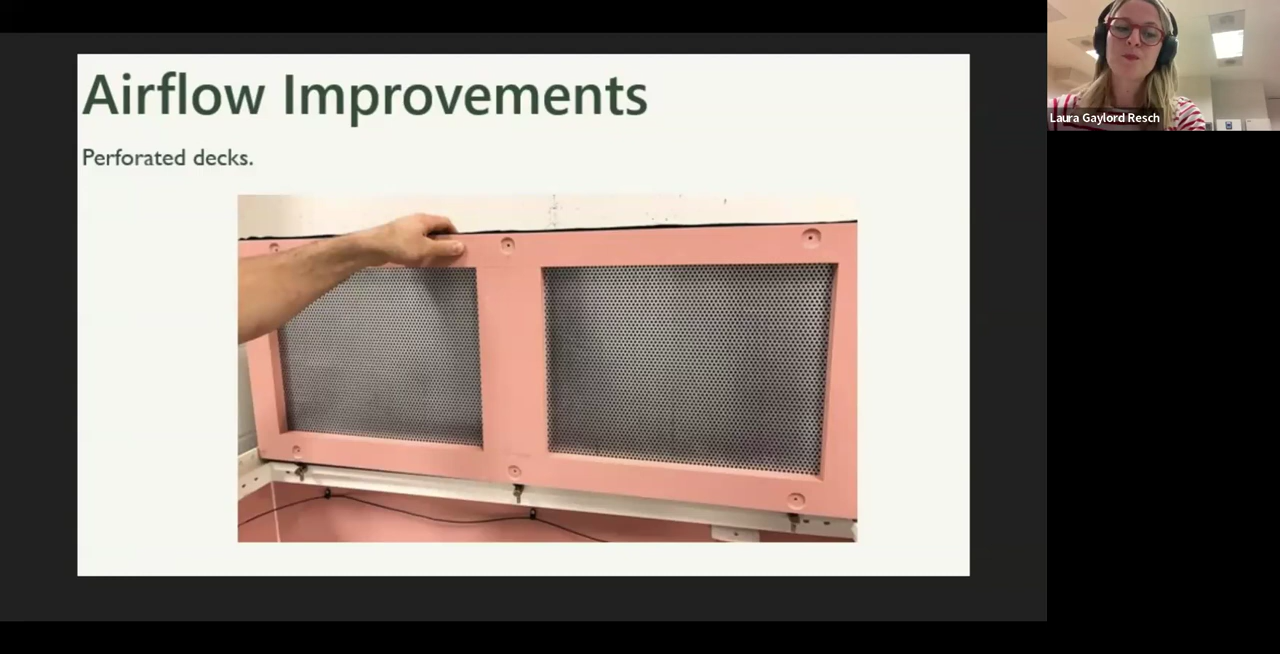 Airflow Improvements
Perforated decks.
Laura Gaylord Resch